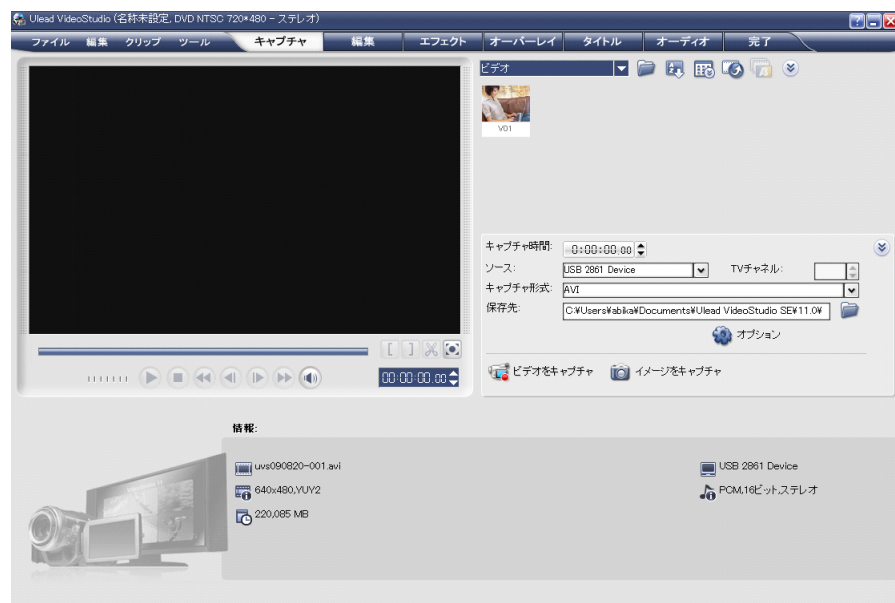 Ulead VideoStudio (名称未設定, DVD NTSC 720*480 - ステレオ)
ファイル 編集 クリップ ツール キャプチャ 編集 エフェクト オーバーレイ タイトル オーディオ 完了
ビデオ
V01
キャプチャ時間: 0:00:00.00
ソース: USB 2861 Device TVチャネル:
キャプチャ形式: AVI
保存先: C:¥Users¥abika¥Documents¥Ulead VideoStudio SE¥11.0¥
オプション
[ ]
00:00:00.00
ビデオをキャプチャ イメージをキャプチャ
情報:
uvs090820-001.avi USB 2861 Device
640x480,YUY2 PCM,16ビット,ステレオ
220,085 MB